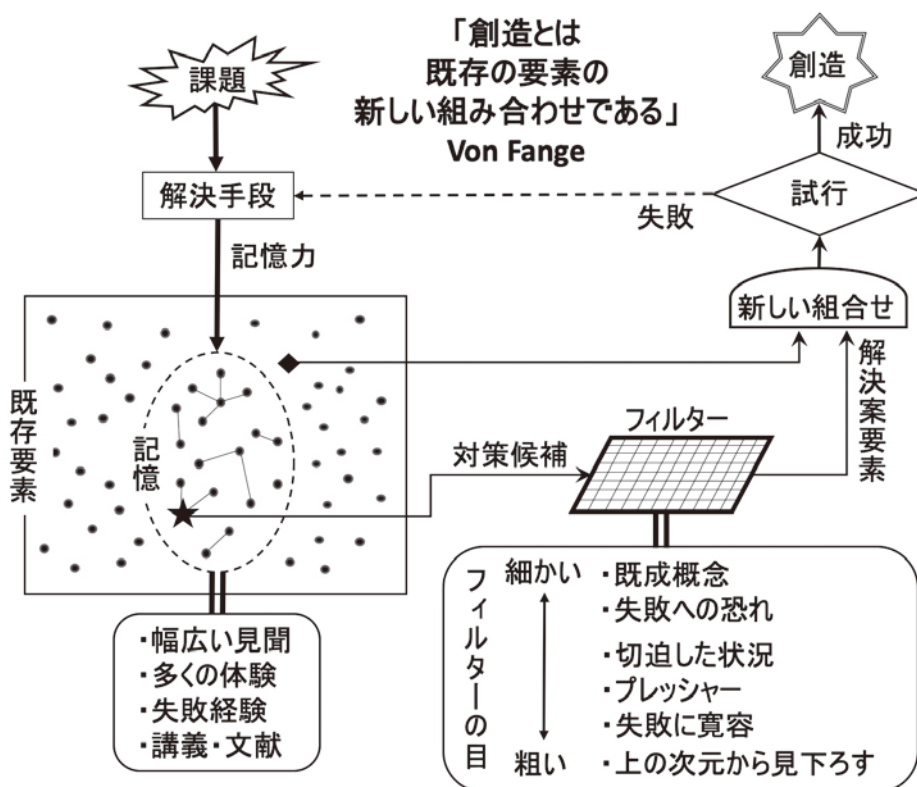 課題
「創造とは
既存の要素の
新しい組み合わせである」
Von Fange
創造
成功
試行
失敗
解決手段
記憶力
新しい組合せ
既存要素
記憶
対策候補
フィルター
解決案要素
・幅広い見聞
・多くの体験
・失敗経験
・講義・文献
フィルターの目
細かい
粗い
・既成概念
・失敗への恐れ
・切迫した状況
・プレッシャー
・失敗に寛容
・上の次元から見下ろす